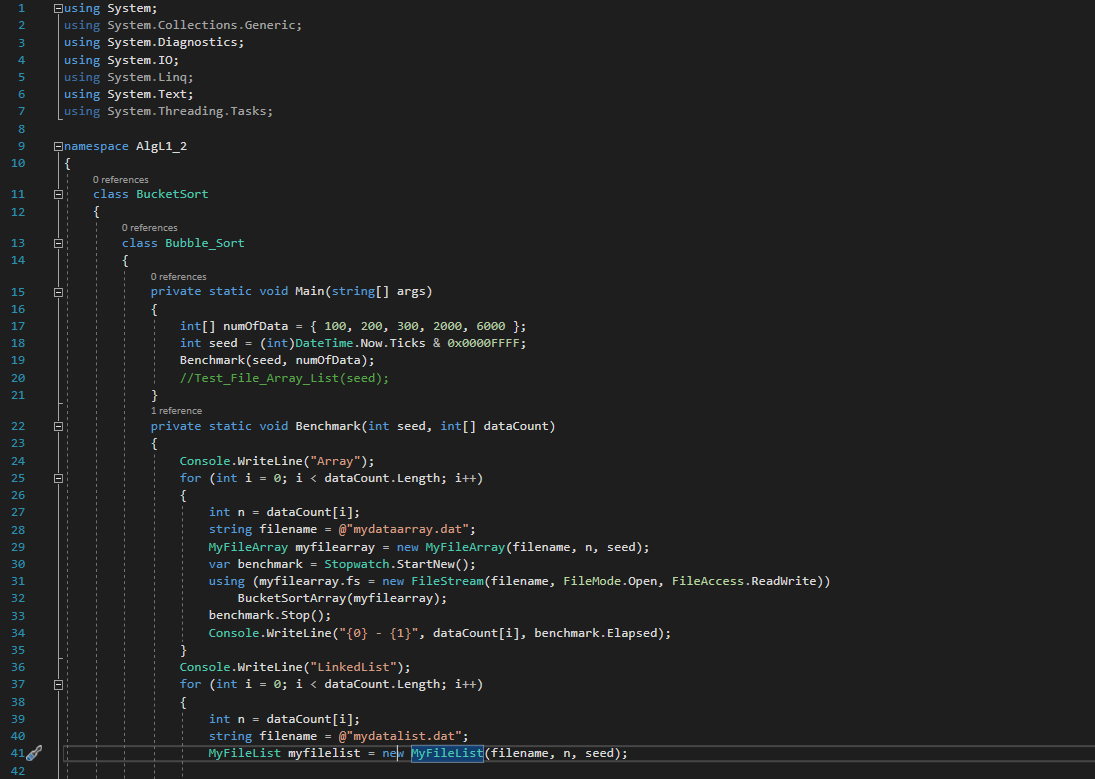 1 using System;
2 using System.Collections.Generic;
3 using System.Diagnostics;
4 using System.IO;
5 using System.Linq;
6 using System.Text;
7 using System.Threading.Tasks;
8
9 namespace AlgL1_2
10 {
0 references
11 class BucketSort
12 {
0 references
13 class Bubble_Sort
14 {
0 references
15 private static void Main(string[] args)
16 {
17 int[] numOfData = { 100, 200, 300, 2000, 6000 };
18 int seed = (int)DateTime.Now.Ticks & 0x0000FFFF;
19 Benchmark(seed, numOfData);
20 //Test_File_Array_List(seed);
21 }
1 reference
22 private static void Benchmark(int seed, int[] dataCount)
23 {
24 Console.WriteLine("Array");
25 for (int i = 0; i < dataCount.Length; i++)
26 {
27 int n = dataCount[i];
28 string filename = @"mydataarray.dat";
29 MyFileArray myfilearray = new MyFileArray(filename, n, seed);
30 var benchmark = Stopwatch.StartNew();
31 using (myfilearray.fs = new FileStream(filename, FileMode.Open, FileAccess.ReadWrite))
32 BucketSortArray(myfilearray);
33 benchmark.Stop();
34 Console.WriteLine("{0} - {1}", dataCount[i], benchmark.Elapsed);
35 }
36 Console.WriteLine("LinkedList");
37 for (int i = 0; i < dataCount.Length; i++)
38 {
39 int n = dataCount[i];
40 string filename = @"mydatalist.dat";
41 MyFileList myfilelist = new MyFileList(filename, n, seed);
42